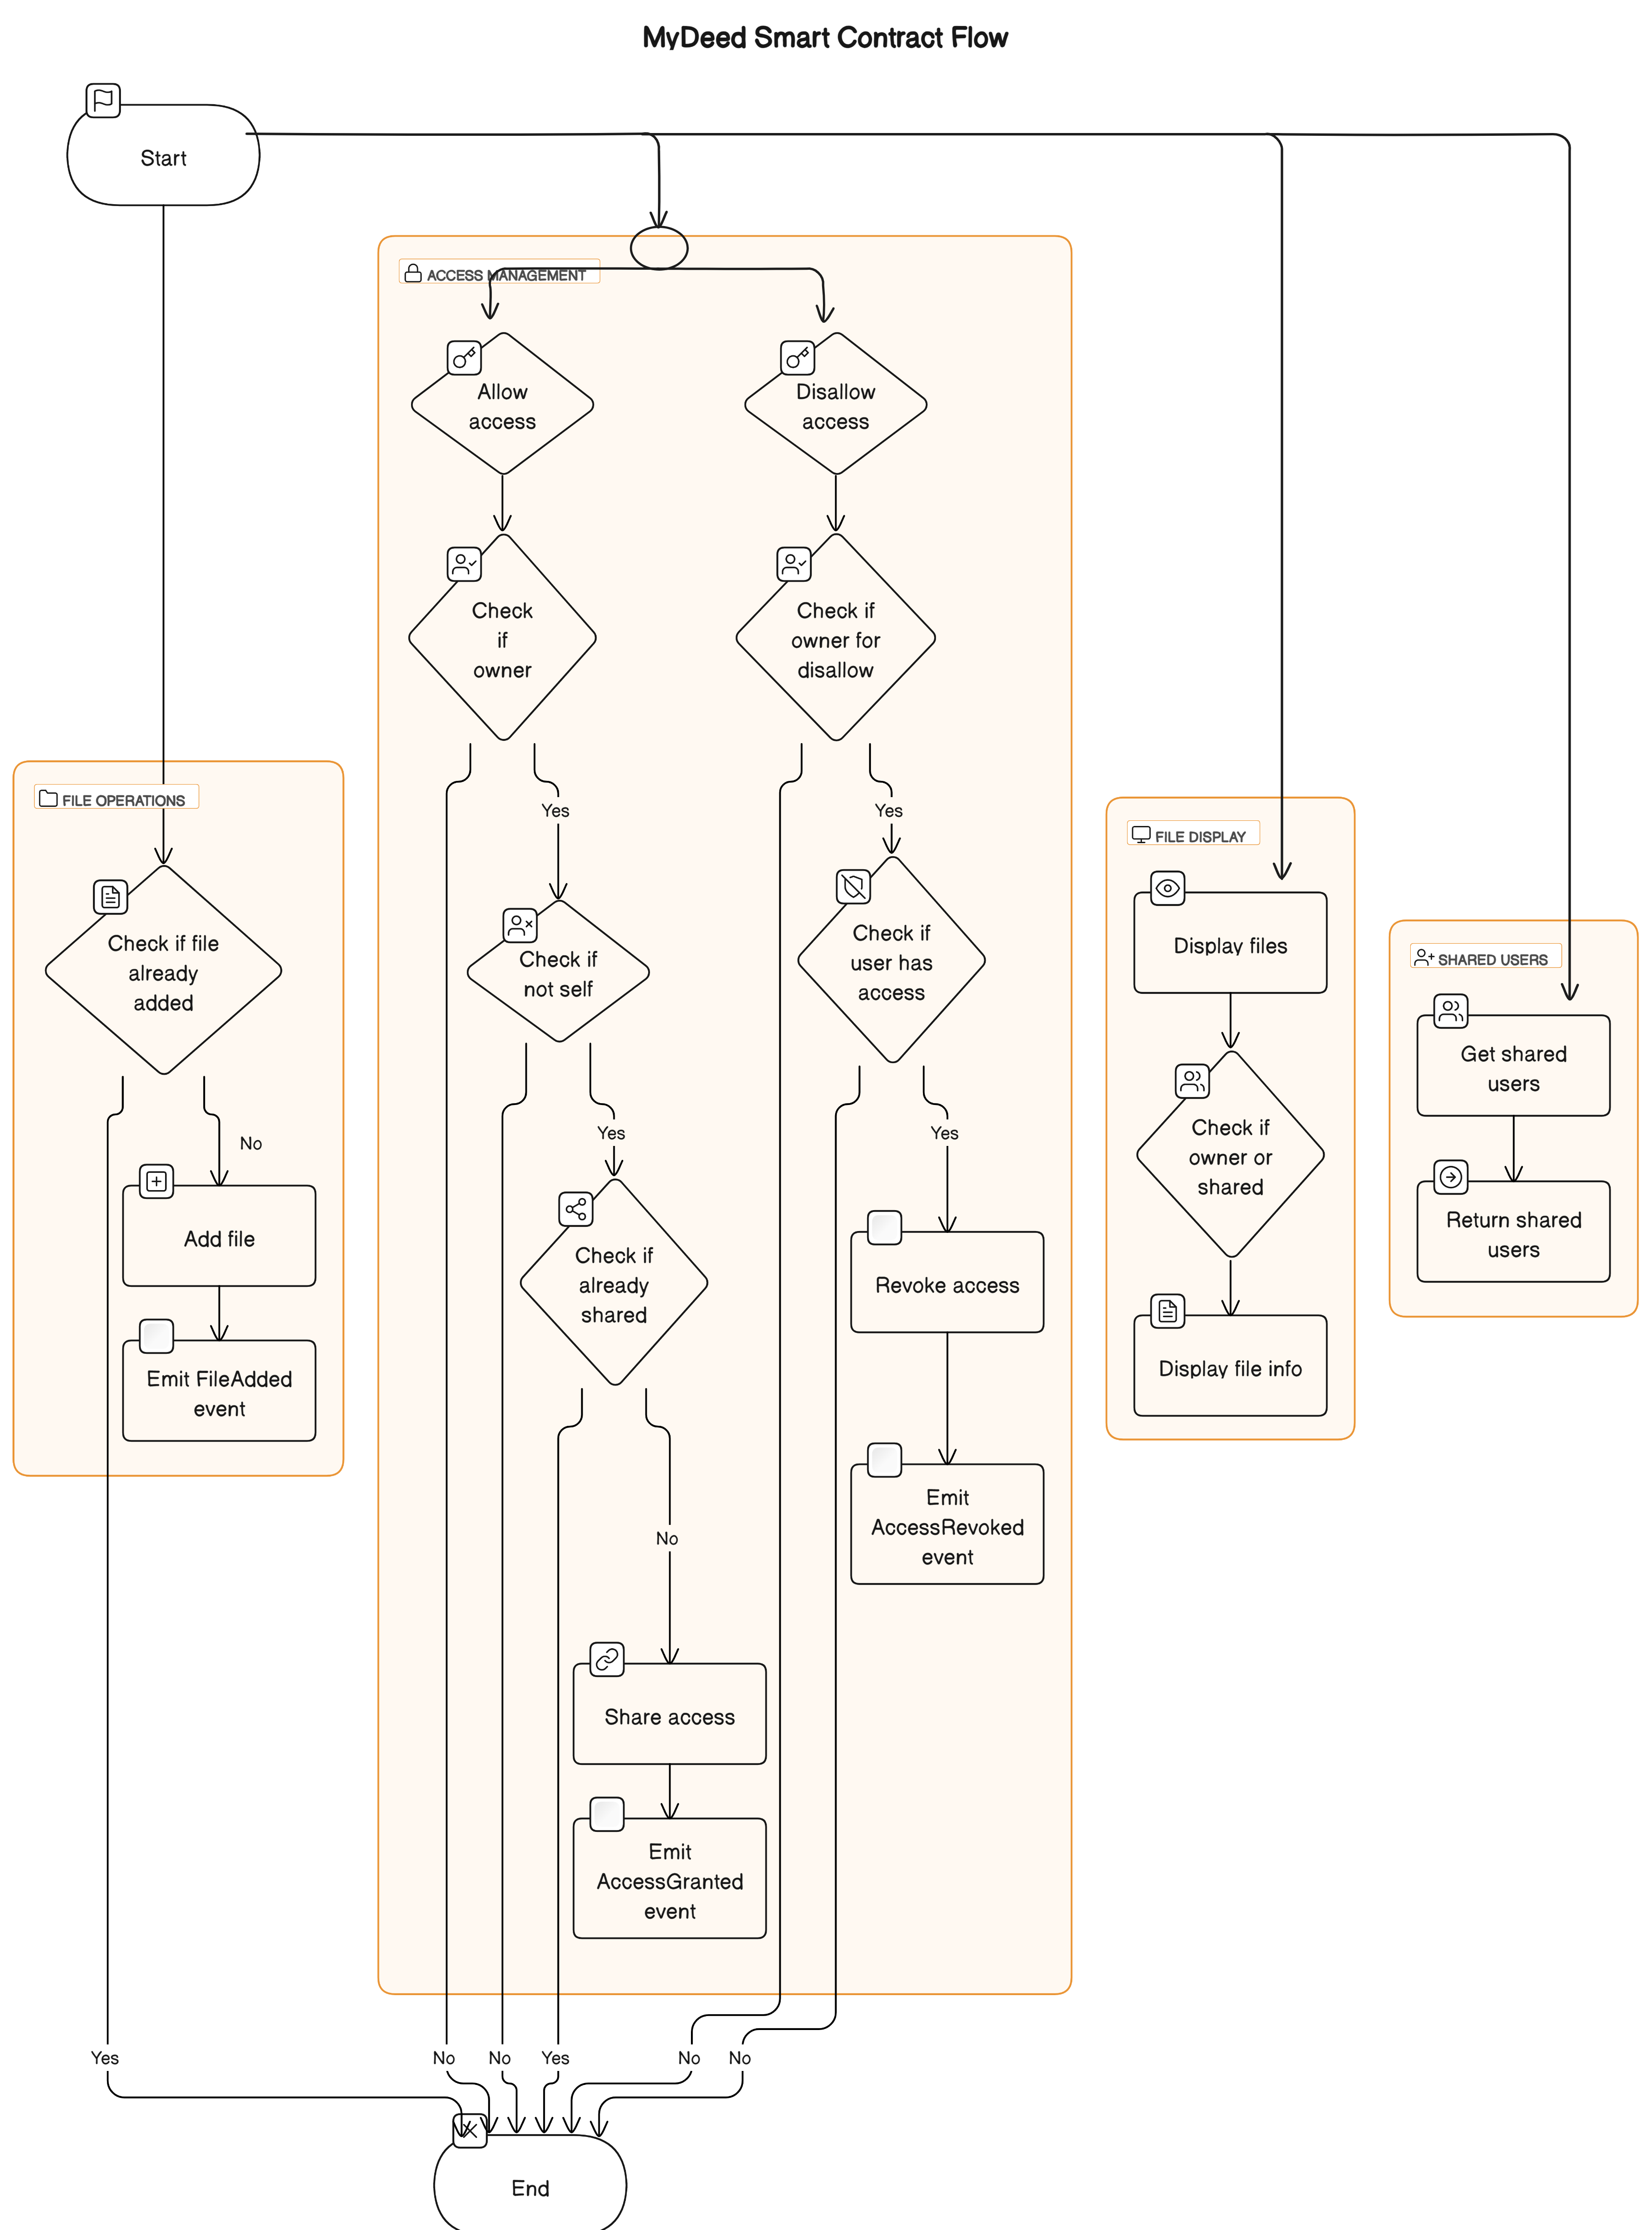 MyDeed Smart Contract Flow
Start
ACCESS MANAGEMENT
Allow
access
Disallow
access
Check
if
owner
Check if
owner for
disallow
Yes
Yes
FILE OPERATIONS
Check if file
already
added
No
Add file
Emit FileAdded
event
Check if
not self
Check if
user has
access
Yes
Yes
Check if
already
shared
Revoke access
No
Emit
AccessRevoked
event
Share access
Emit
AccessGranted
event
FILE DISPLAY
Display files
Check if
owner or
shared
Display file info
SHARED USERS
Get shared
users
Return shared
users
Yes
No
No
Yes
No
No
End